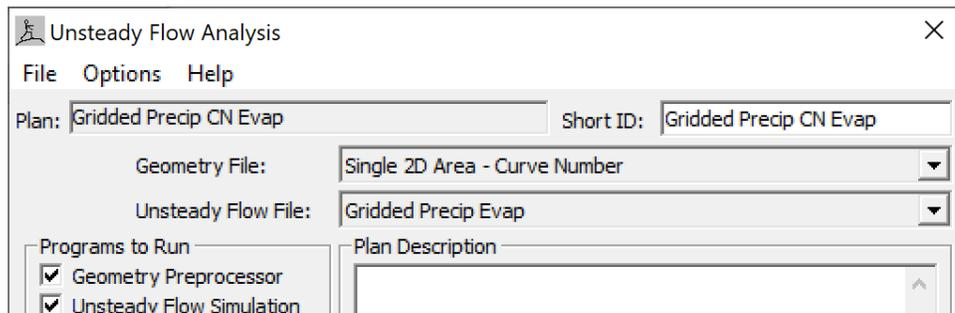 Unsteady Flow Analysis
File Options Help
Plan: Gridded Precip CN Evap Short ID: Gridded Precip CN Evap
Geometry File: Single 2D Area - Curve Number
Unsteady Flow File: Gridded Precip Evap
Programs to Run Plan Description
Geometry Preprocessor
Unsteady Flow Simulation